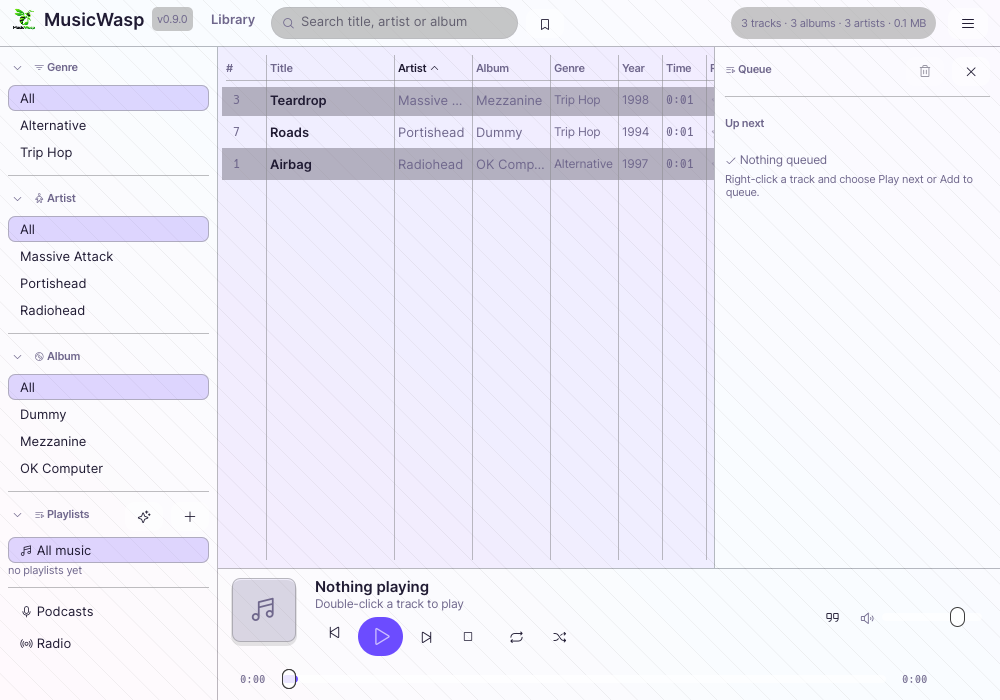 MusicWasp v0.9.0 Library Search title, artist or album 3 tracks · 3 albums · 3 artists · 0.1 MB
Genre
All
Alternative
Trip Hop
Artist
All
Massive Attack
Portishead
Radiohead
Album
All
Dummy
Mezzanine
OK Computer
Playlists
All music
no playlists yet
Podcasts
Radio
# Title Artist Album Genre Year Time
3 Teardrop Massive ... Mezzanine Trip Hop 1998 0:01
7 Roads Portishead Dummy Trip Hop 1994 0:01
1 Airbag Radiohead OK Comp... Alternative 1997 0:01
Queue
Up next
Nothing queued
Right-click a track and choose Play next or Add to
queue.
Nothing playing
Double-click a track to play
0:00 0:00